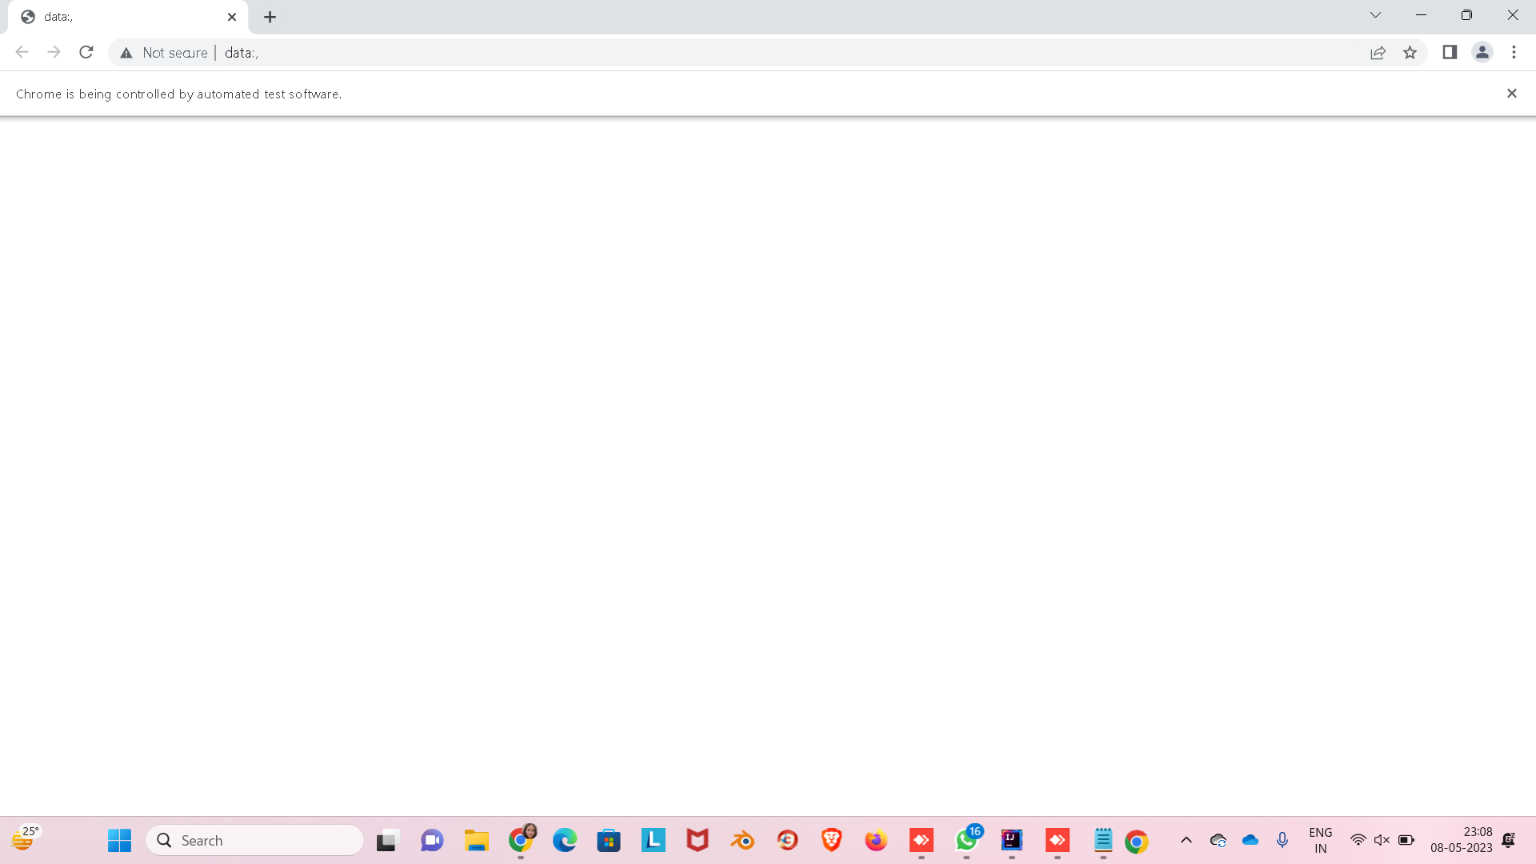 data:,
Not secure | data:,
Chrome is being controlled by automated test software.
25°
Search
L
16
IJ
ENG
IN
23:08
08-05-2023